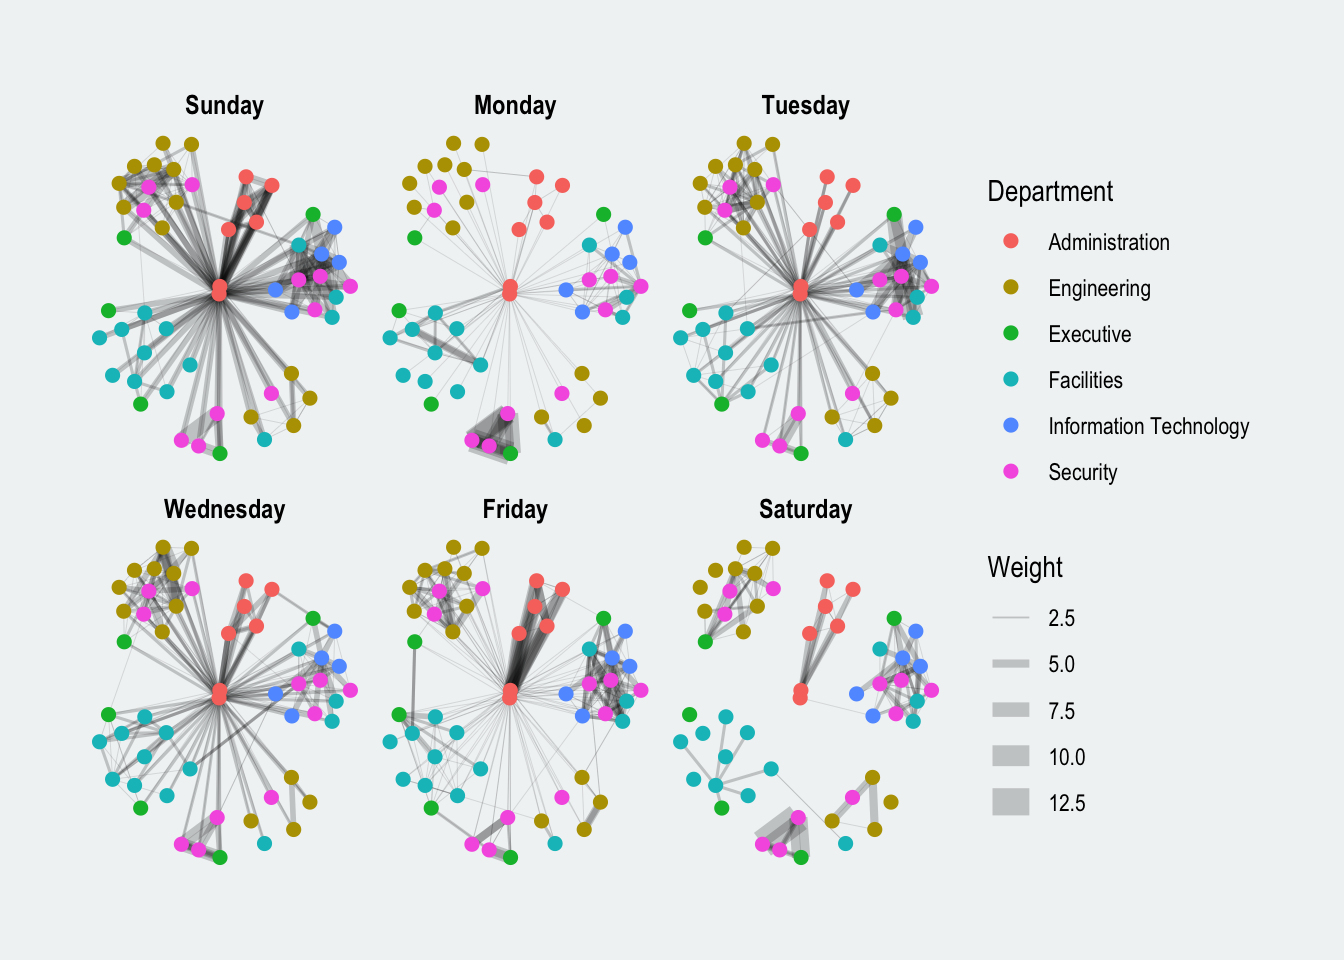 Sunday
Monday
Tuesday
Wednesday
Friday
Saturday
Department
Administration
Engineering
Executive
Facilities
Information Technology
Security
Weight
2.5
5.0
7.5
10.0
12.5